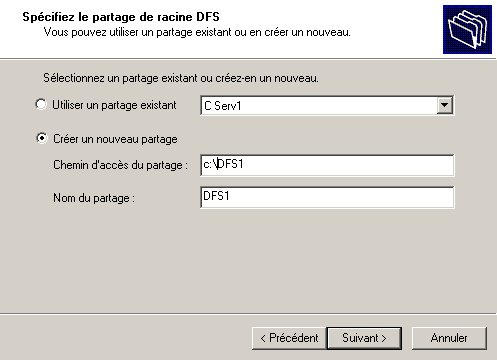 Spécifiez le partage de racine DFS
Vous pouvez utiliser un partage existant ou en créer un nouveau.
Sélectionnez un partage existant ou créez-en un nouveau.
Utiliser un partage existant
C Serv1
Créer un nouveau partage
Chemin d'accès du partage :
c:\DFS1
Nom du partage :
DFS1
< Précédent
Suivant >
Annuler